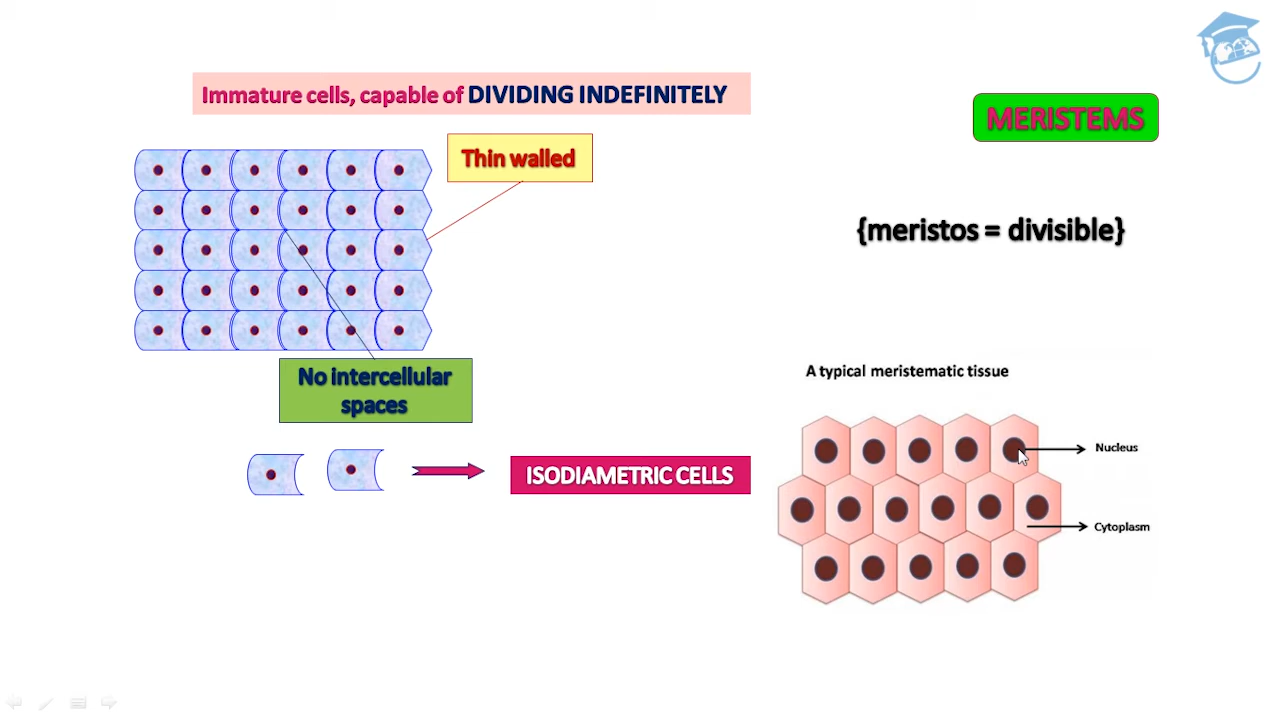 Immature cells, capable of DIVIDING INDEFINITELY
MERISTEMS
Thin walled
{meristos = divisible}
No intercellular
spaces
A typical meristematic tissue
Nucleus
ISODIAMETRIC CELLS
Cytoplasm